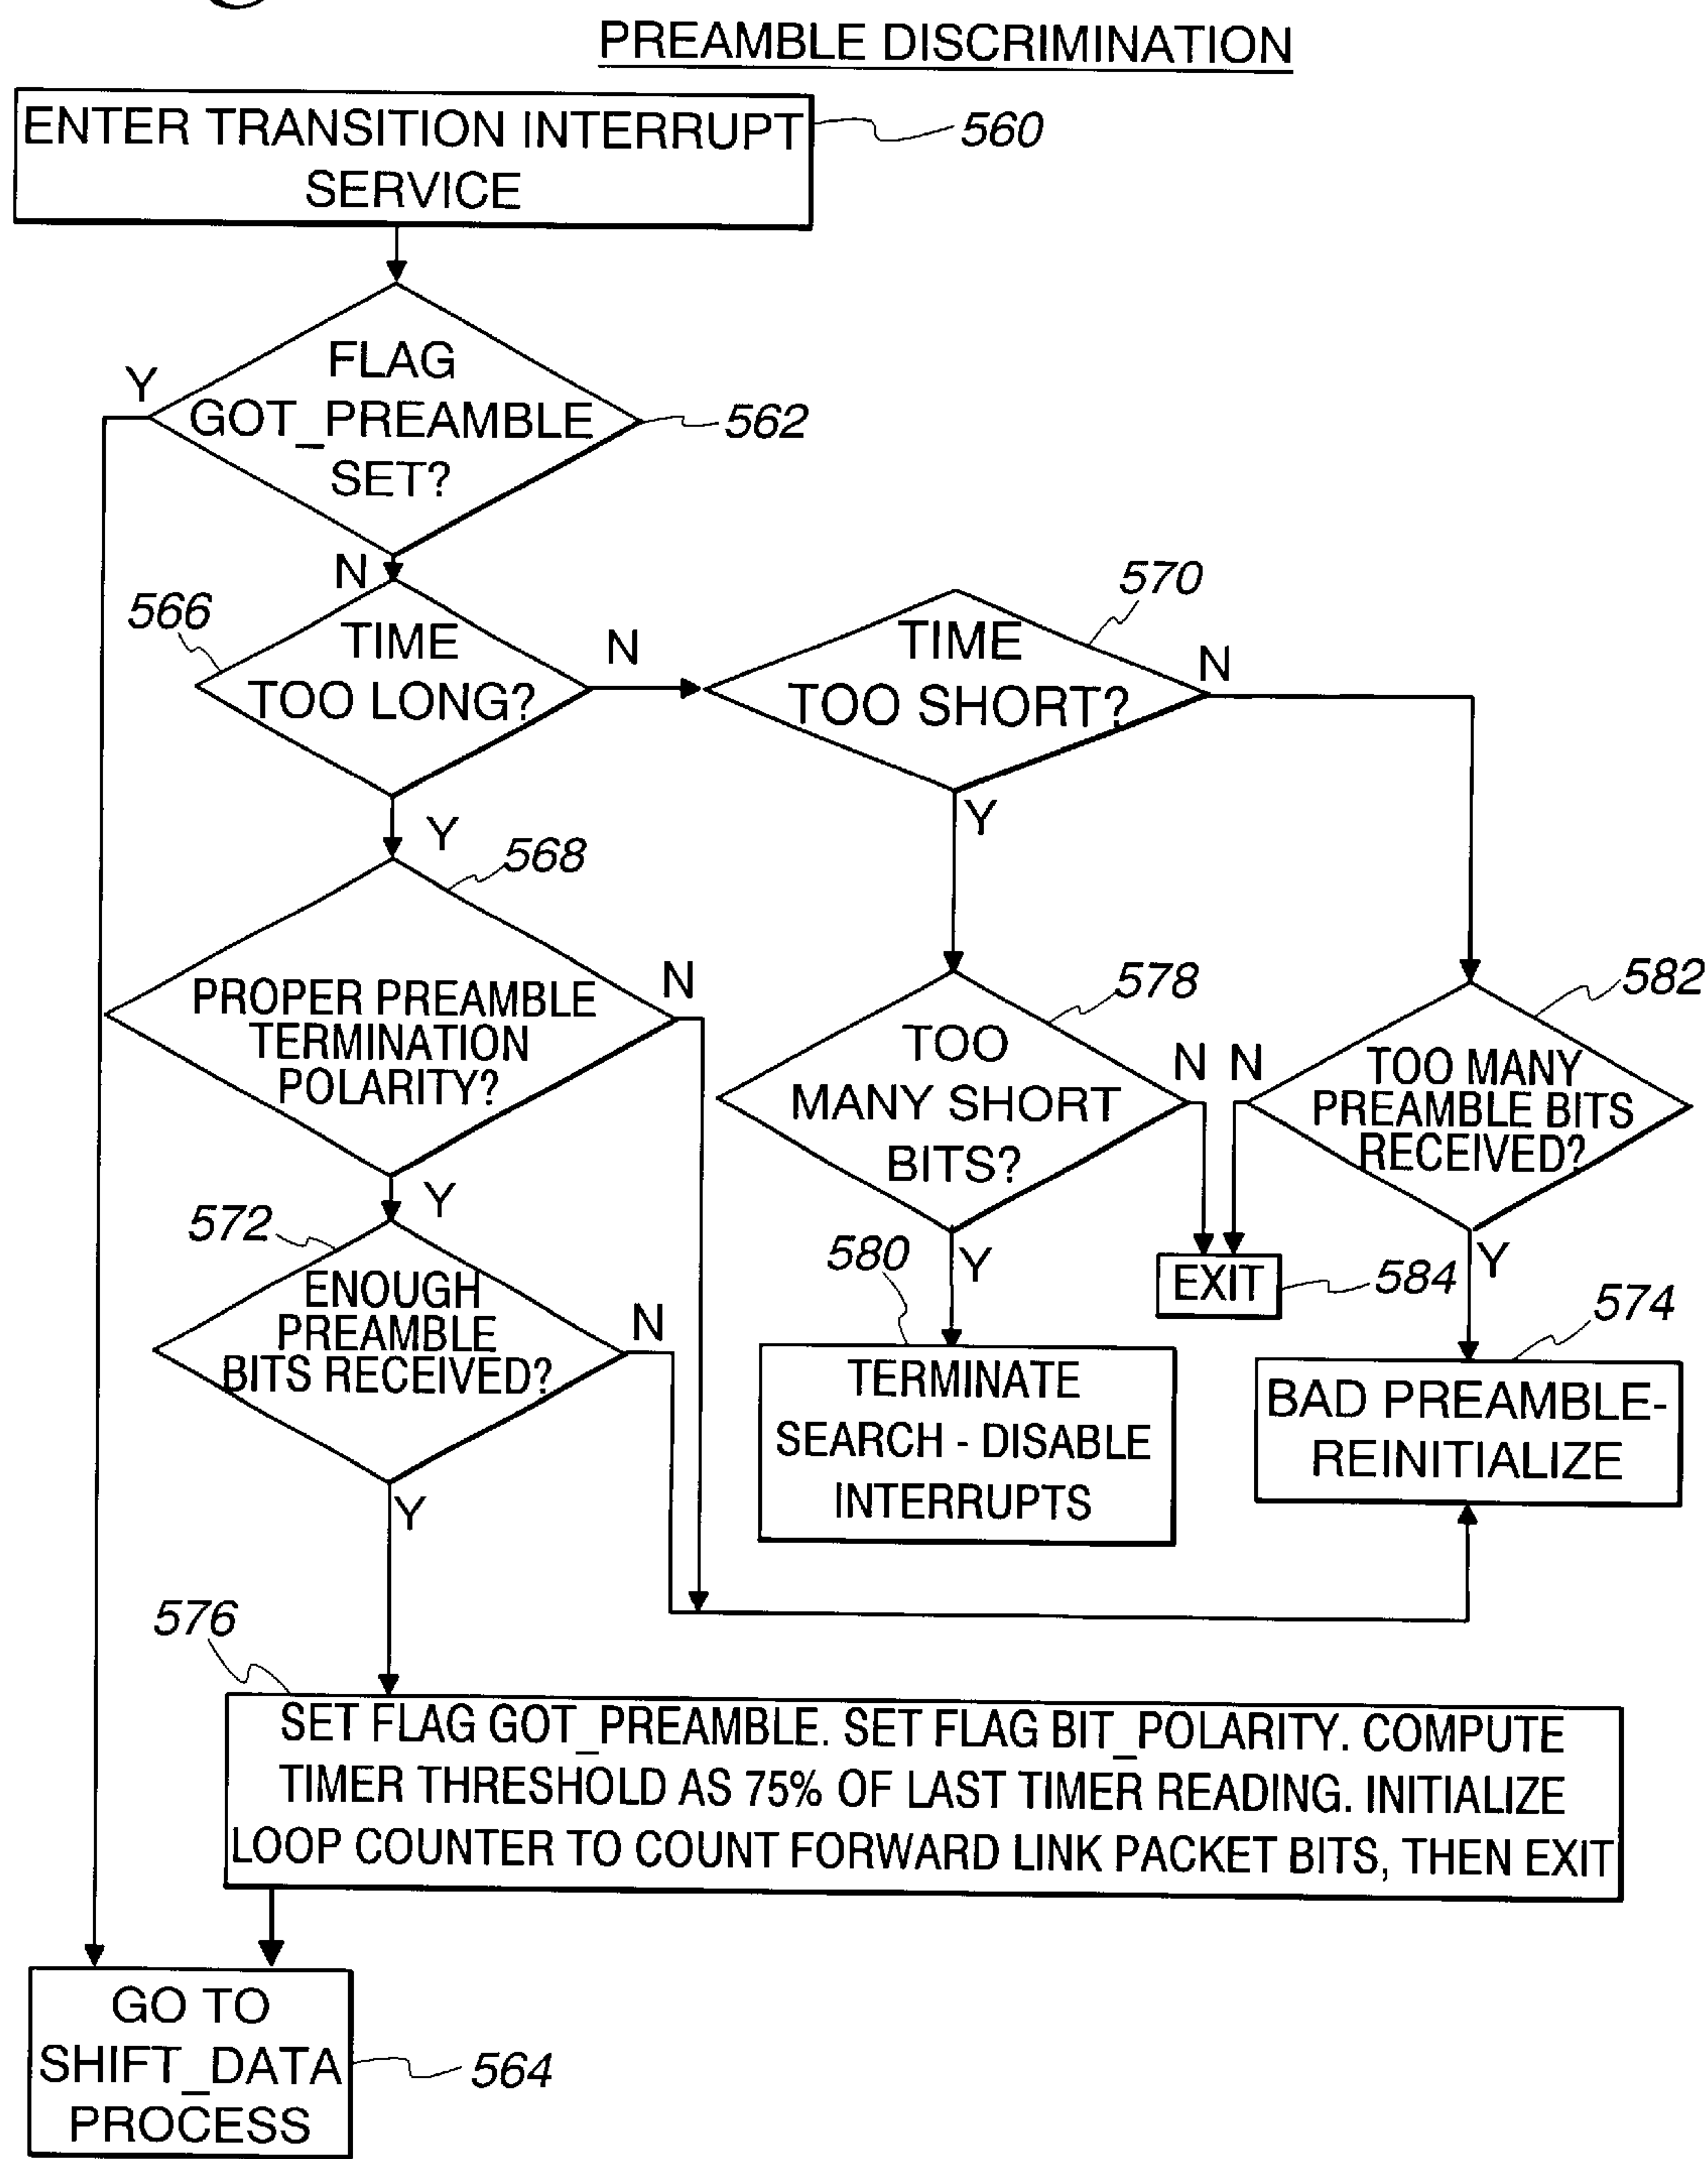 PREAMBLE DISCRIMINATION
ENTER TRANSITION INTERRUPT
SERVICE
560
FLAG
GOT_PREAMBLE
SET?
Y
562
N
566
TIME
TOO LONG?
N
570
TIME
TOO SHORT?
N
Y
Y
568
PROPER PREAMBLE
TERMINATION
POLARITY?
N
578
TOO
MANY SHORT
BITS?
N
N
582
TOO MANY
PREAMBLE BITS
RECEIVED?
Y
572
ENOUGH
PREAMBLE
BITS RECEIVED?
N
580
Y
EXIT
584
Y
574
TERMINATE
SEARCH - DISABLE
INTERRUPTS
BAD PREAMBLE-
REINITIALIZE
Y
576
SET FLAG GOT_PREAMBLE. SET FLAG BIT_POLARITY. COMPUTE
TIMER THRESHOLD AS 75% OF LAST TIMER READING. INITIALIZE
LOOP COUNTER TO COUNT FORWARD LINK PACKET BITS, THEN EXIT
GO TO
SHIFT_DATA
PROCESS
564